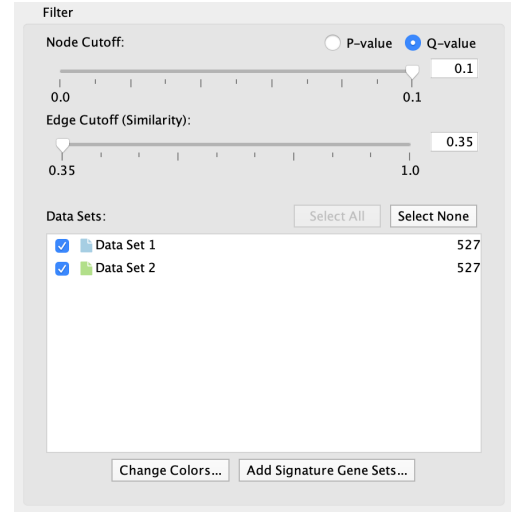 Filter
Node Cutoff:
P-value
Q-value
0.1
0.0
0.1
Edge Cutoff (Similarity):
0.35
0.35
1.0
Data Sets:
Select All
Select None
Data Set 1
527
Data Set 2
527
Change Colors...
Add Signature Gene Sets...